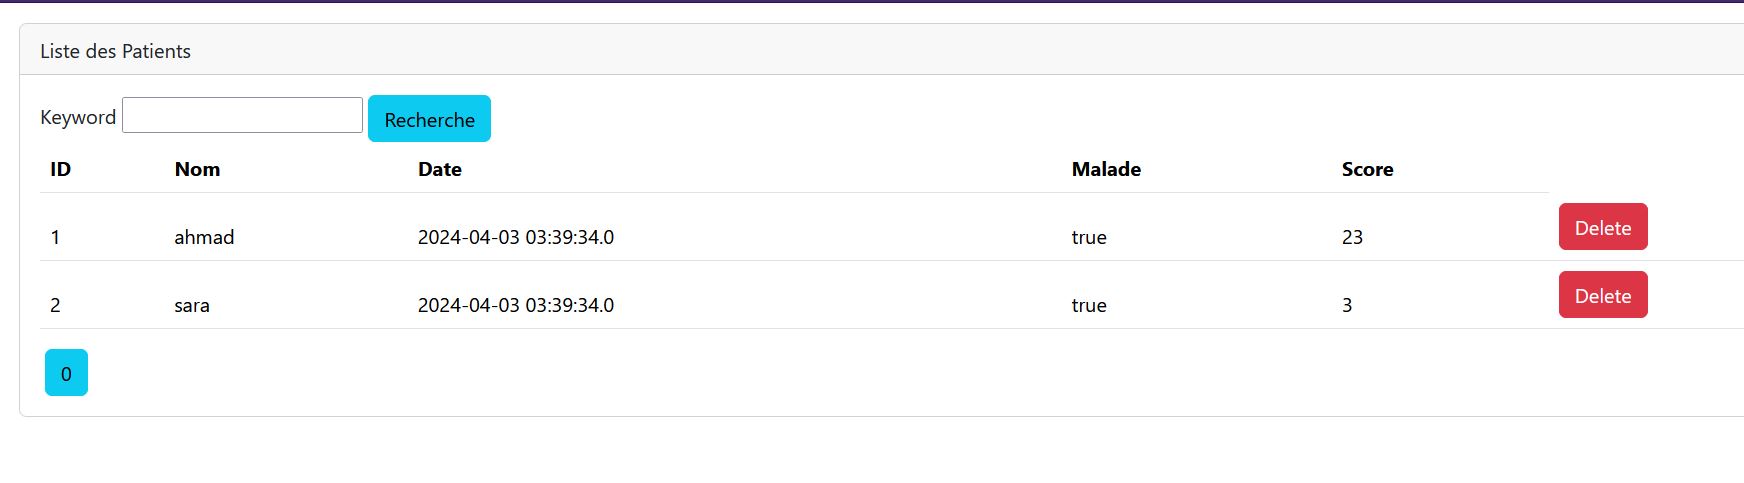 Liste des Patients
Keyword Recherche
ID Nom Date Malade Score
1 ahmad 2024-04-03 03:39:34.0 true 23 Delete
2 sara 2024-04-03 03:39:34.0 true 3 Delete
0